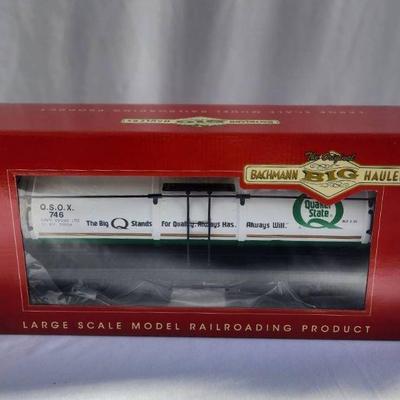 The Original
BACHMANN BIG HAULERS
Q.S.O.X.
746
The Big Q Stands For Quality. Always Has. Always Will.
Quaker
State
LARGE SCALE MODEL RAILROADING PRODUCT